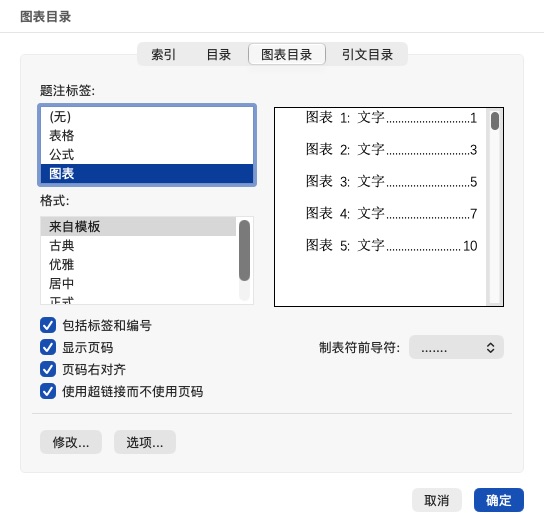 图表目录
索引 目录 图表目录 引文目录
题注标签:
(无)
表格
公式
图表
格式:
来自模板
古典
优雅
居中
正式
图表 1: 文字...........................1
图表 2: 文字...........................3
图表 3: 文字...........................5
图表 4: 文字...........................7
图表 5: 文字.........................10
包括标签和编号
显示页码
页码右对齐
使用超链接而不使用页码
制表符前导符: .......
修改... 选项...
取消 确定